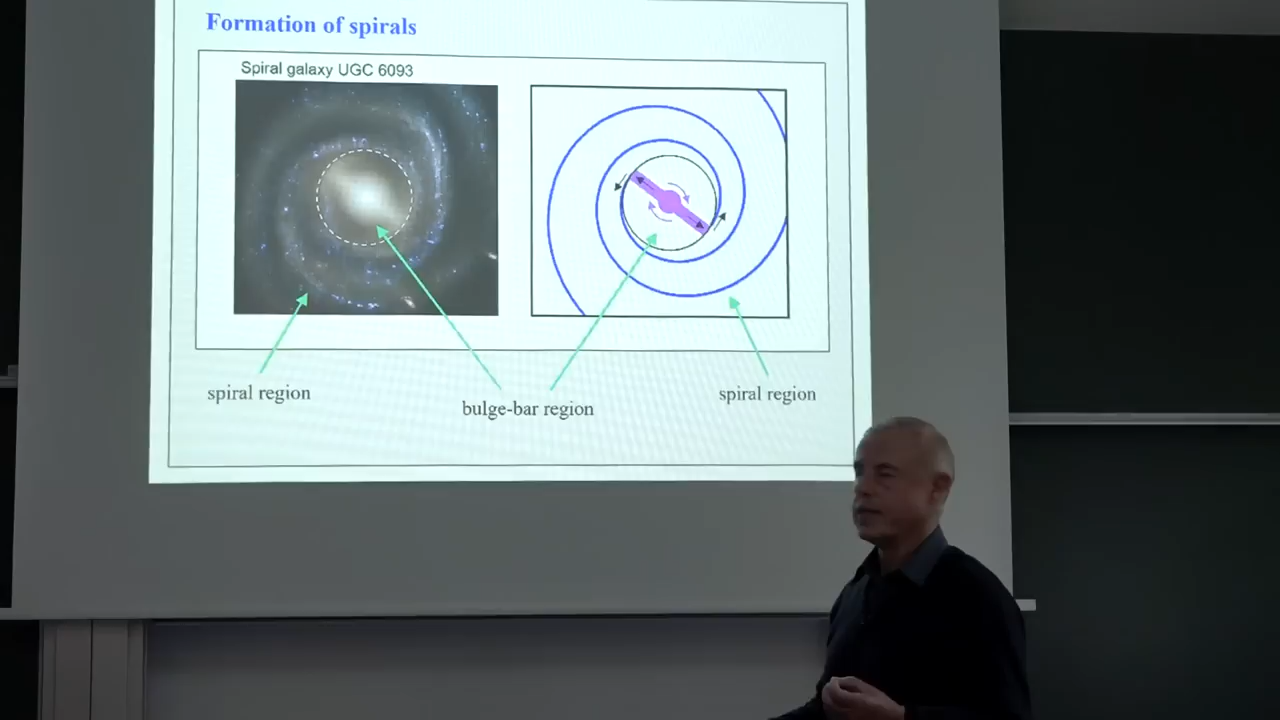 Formation of spirals
Spiral galaxy UGC 6093
spiral region
bulge-bar region
spiral region